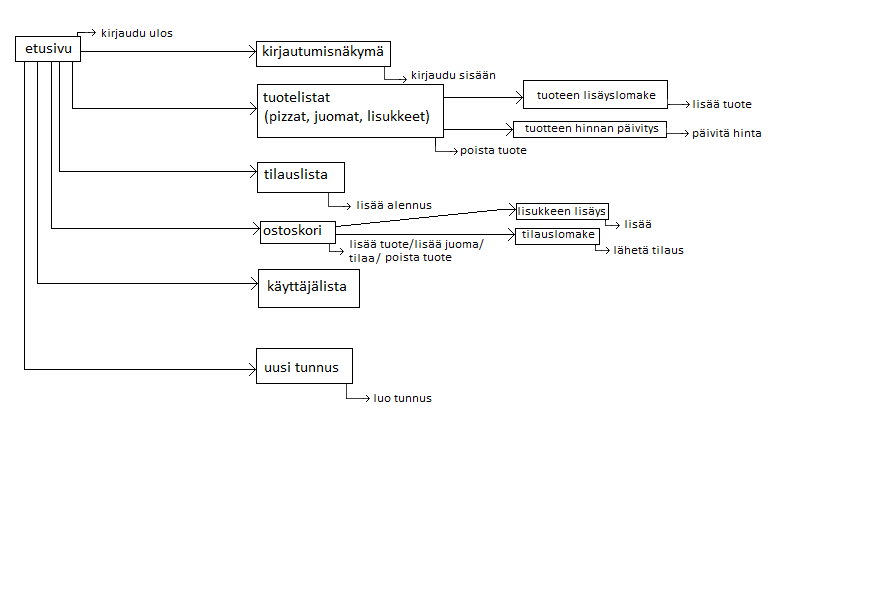 kirjaudu ulos
etusivu
kirjautumisnäkymä
kirjaudu sisään
tuotelistat
(pizzat, juomat, lisukkeet)
tuoteen lisäyslomake
lisää tuote
tuotteen hinnan päivitys
päivitä hinta
poista tuote
tilauslista
lisää alennus
ostoskori
lisukkeen lisäys
lisää
tilauslomake
lähetä tilaus
lisää tuote/lisää juoma/
tilaa/ poista tuote
käyttäjälista
uusi tunnus
luo tunnus